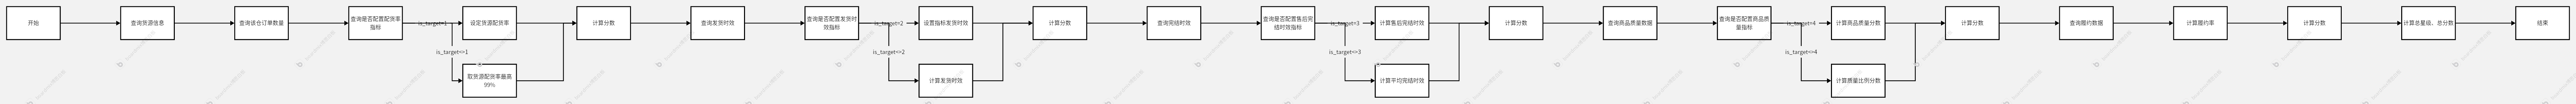 开始
查询货源信息
查询该仓订单数量
查询是否配置配货率
指标
is_target=1
is_target<>1
设定货源配货率
取货源配货率最高
99%
计算分数
查询发货时效
查询是否配置发货时
效指标
is_target=2
is_target<>2
设置指标发货时效
计算发货时效
计算分数
查询完结时效
查询是否配置售后完
结时效指标
is_target=3
is_target<>3
计算售后完结时效
计算平均完结时效
计算分数
查询商品质量数据
查询是否配置商品质
量指标
is_target=4
is_target<>4
计算商品质量分数
计算质量比例分数
计算分数
查询履约数据
计算履约率
计算分数
计算总星级、总分数
结束